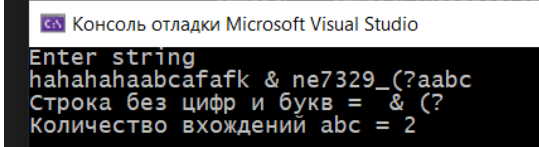 Консоль отладки Microsoft Visual Studio
Enter string
hahahahaabcafafk & ne7329_(?aabc
Строка без цифр и букв =  & (?
Количество вхождений abc = 2